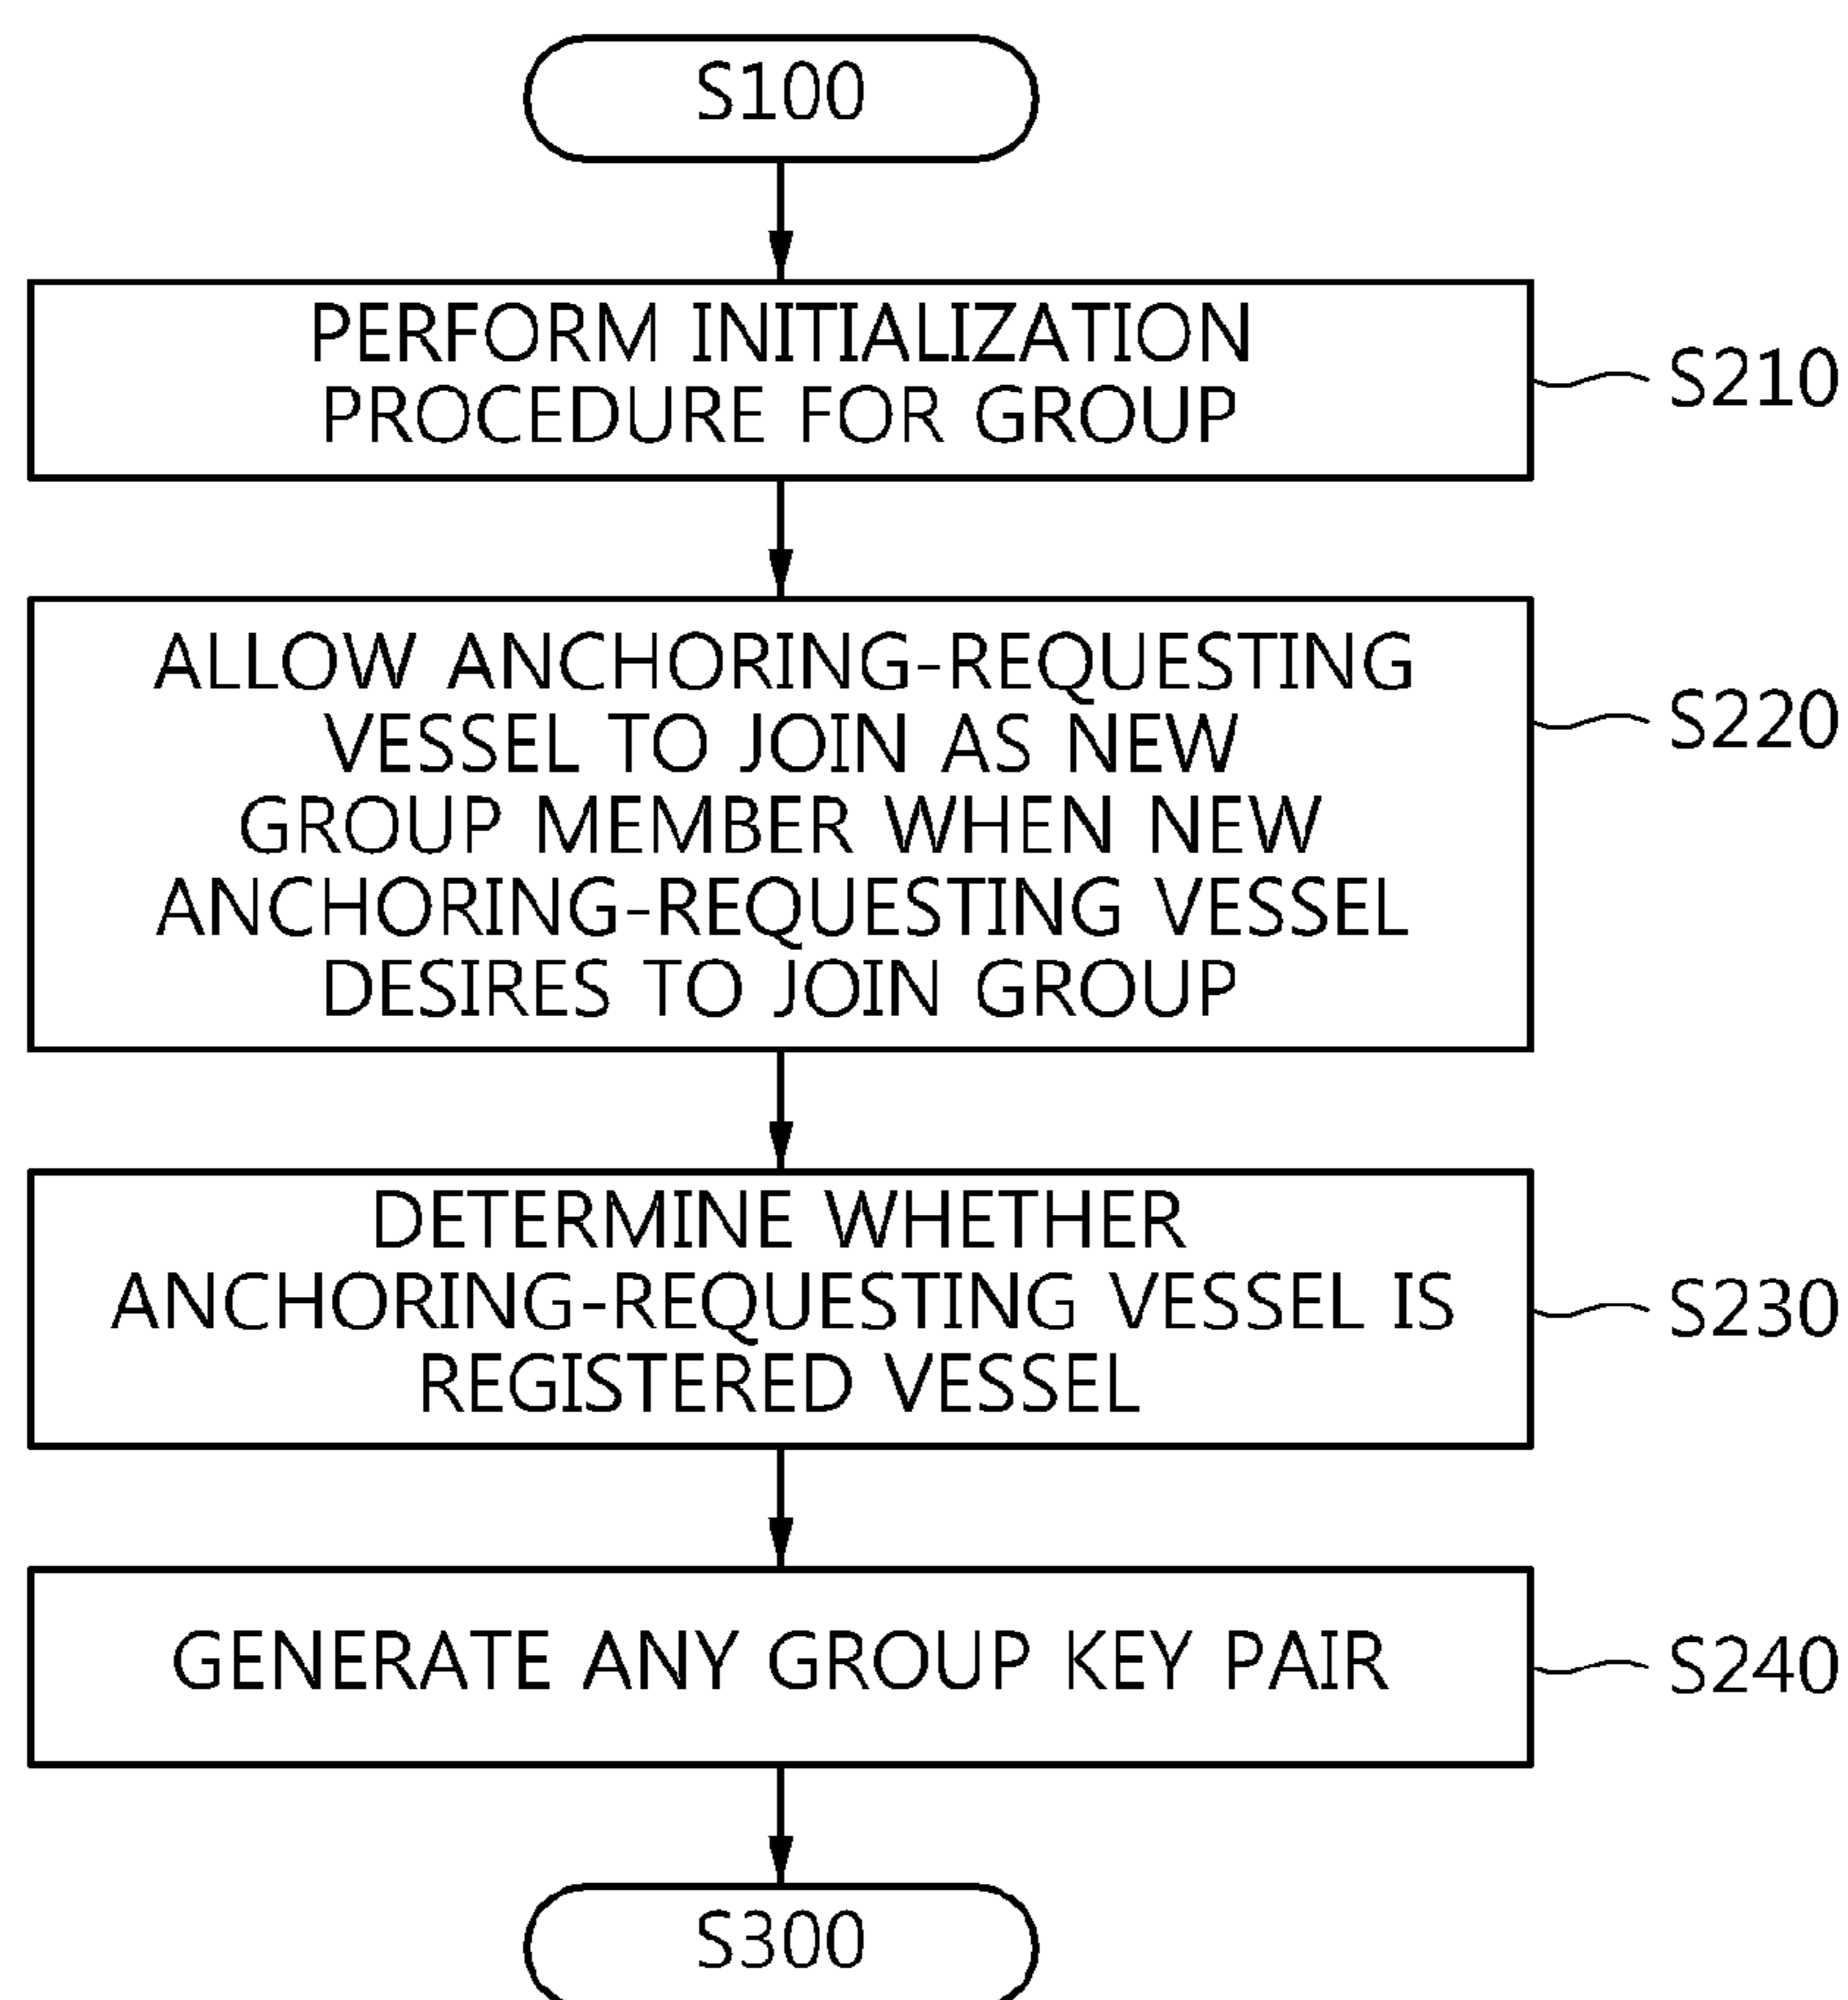 S100
PERFORM INITIALIZATION
PROCEDURE FOR GROUP
S210
ALLOW ANCHORING-REQUESTING
VESSEL TO JOIN AS NEW
GROUP MEMBER WHEN NEW
ANCHORING-REQUESTING VESSEL
DESIRES TO JOIN GROUP
S220
DETERMINE WHETHER
ANCHORING-REQUESTING VESSEL IS
REGISTERED VESSEL
S230
GENERATE ANY GROUP KEY PAIR
S240
S300